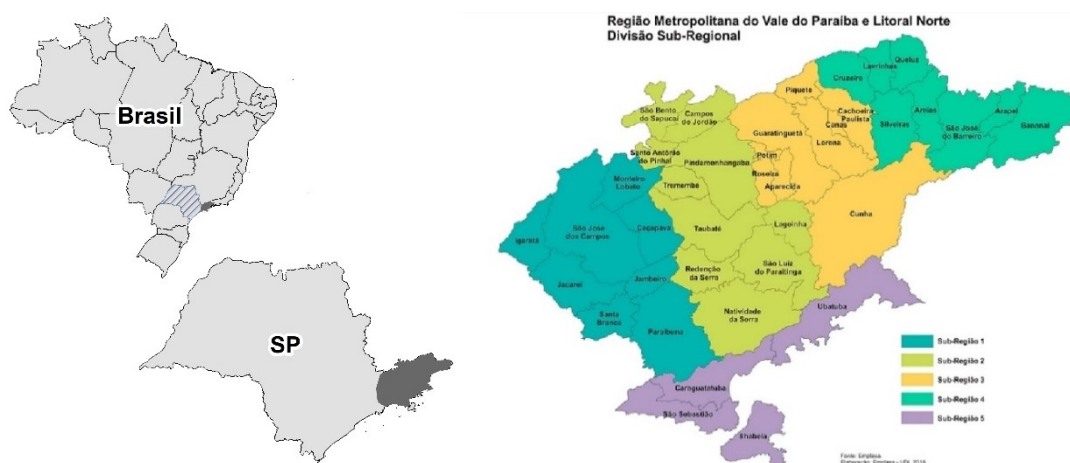 Brasil
SP
Região Metropolitana do Vale do Paraíba e Litoral Norte
Divisão Sub-Regional
Queluz
Lavrinhas
Cruzeiro
Piquete
São Bento
do Sapucaí
Campos
do Jordão
Cachoeira
Paulista
Canas
Silveiras
Areias
Arapeí
São José
do Barreiro
Bananal
Guaratinguetá
Lorena
Santo Antônio
do Pinhal
Pindamonhangaba
Potim
Roseira
Aparecida
Monteiro
Lobato
Tremembé
Cunha
Lagoinha
São José
dos Campos
Caçapava
Taubaté
Igaratá
São Luiz
do Paraitinga
Redenção
da Serra
Jambeiro
Jacareí
Ubatuba
Santa
Branca
Natividade
da Serra
Paraibuna
Sub-Região 1
Sub-Região 2
Sub-Região 3
Sub-Região 4
Sub-Região 5
Caraguatatuba
São Sebastião
Ilhabela
Fonte: Emplasa.